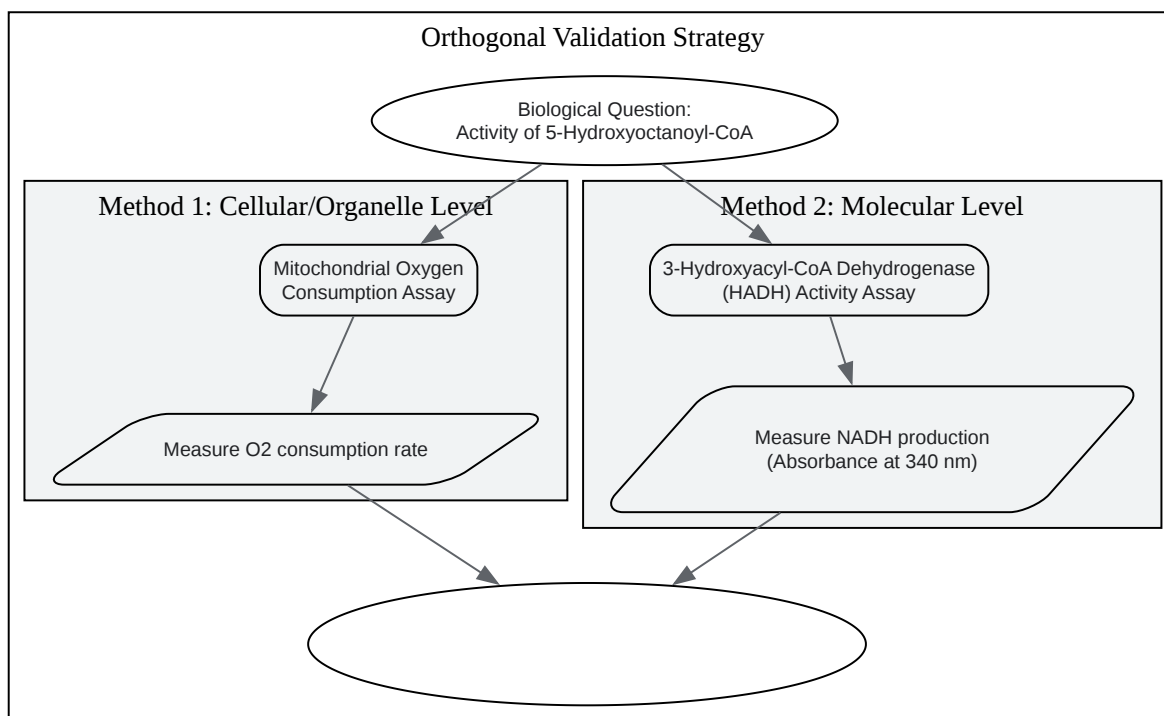 Orthogonal Validation Strategy
Biological Question:
Activity of 5-Hydroxyoctanoyl-CoA
Method 1: Cellular/Organelle Level
Mitochondrial Oxygen
Consumption Assay
Measure O2 consumption rate
Method 2: Molecular Level
3-Hydroxyacyl-CoA Dehydrogenase
(HADH) Activity Assay
Measure NADH production
(Absorbance at 340 nm)